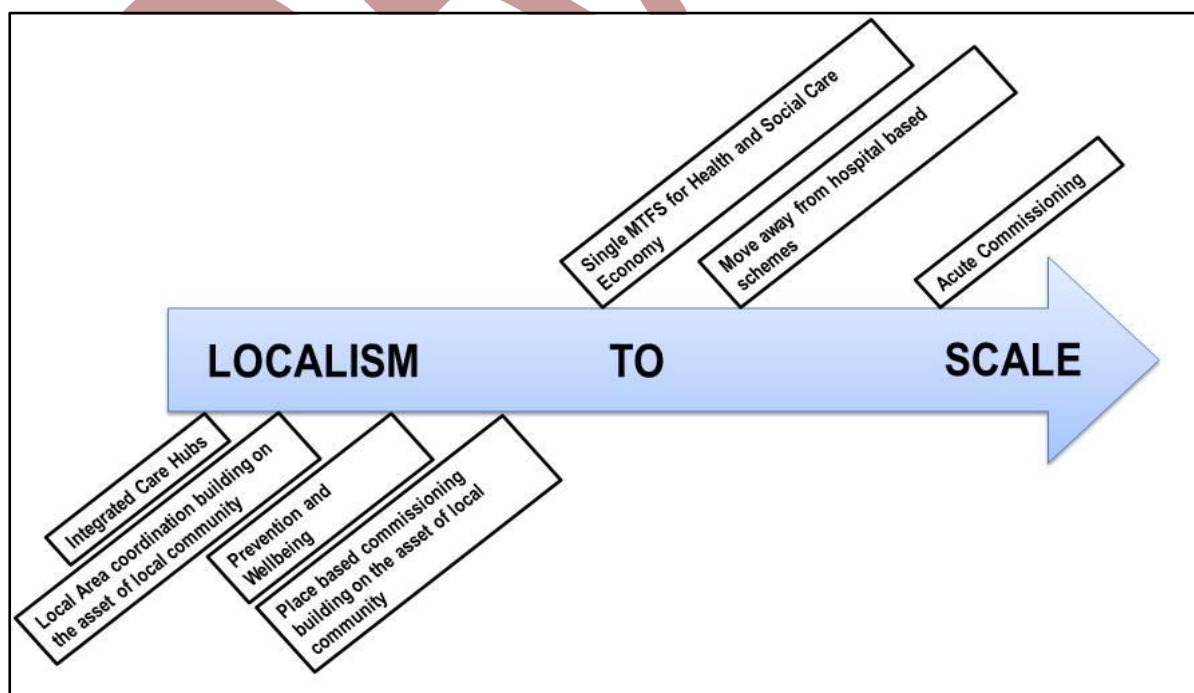 Single MTFS for Health and Social Care
Economy
Move away from hospital based
schemes
Acute Commissioning
LOCALISM TO SCALE
Integrated Care Hubs
Local Area coordination building on
the asset of local community
Prevention and
Wellbeing
Place based commissioning
building on the asset of local
community